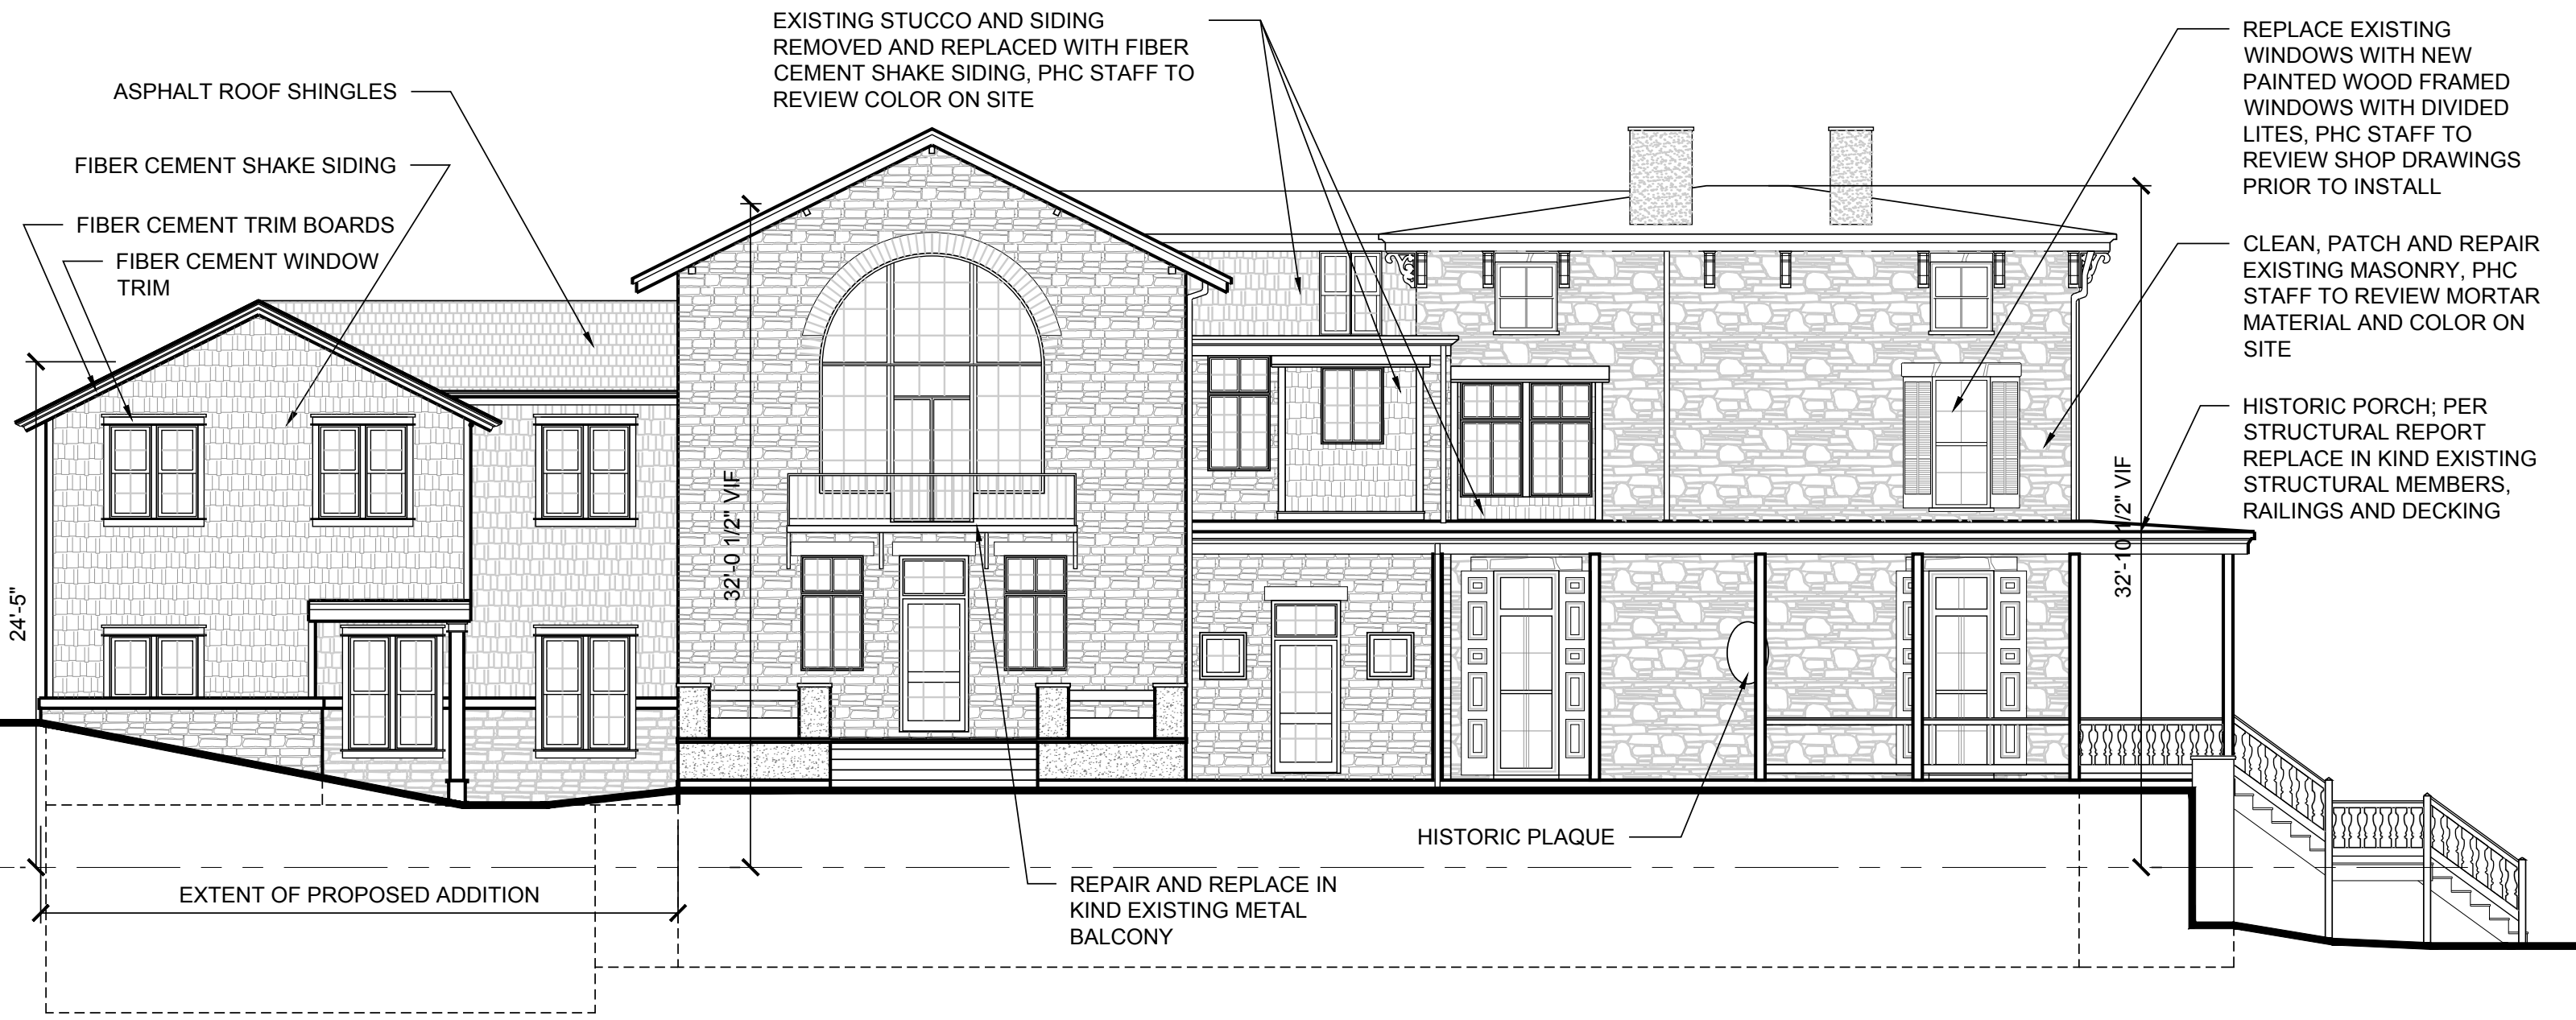 EXISTING STUCCO AND SIDING
REMOVED AND REPLACED WITH FIBER
CEMENT SHAKE SIDING, PHC STAFF TO
REVIEW COLOR ON SITE
ASPHALT ROOF SHINGLES
FIBER CEMENT SHAKE SIDING
FIBER CEMENT TRIM BOARDS
FIBER CEMENT WINDOW
TRIM
REPLACE EXISTING
WINDOWS WITH NEW
PAINTED WOOD FRAMED
WINDOWS WITH DIVIDED
LITES, PHC STAFF TO
REVIEW SHOP DRAWINGS
PRIOR TO INSTALL
CLEAN, PATCH AND REPAIR
EXISTING MASONRY, PHC
STAFF TO REVIEW MORTAR
MATERIAL AND COLOR ON
SITE
HISTORIC PORCH; PER
STRUCTURAL REPORT
REPLACE IN KIND EXISTING
STRUCTURAL MEMBERS,
RAILINGS AND DECKING
24'-5"
32'-0 1/2" VIF
32'-10 1/2" VIF
HISTORIC PLAQUE
EXTENT OF PROPOSED ADDITION
REPAIR AND REPLACE IN
KIND EXISTING METAL
BALCONY